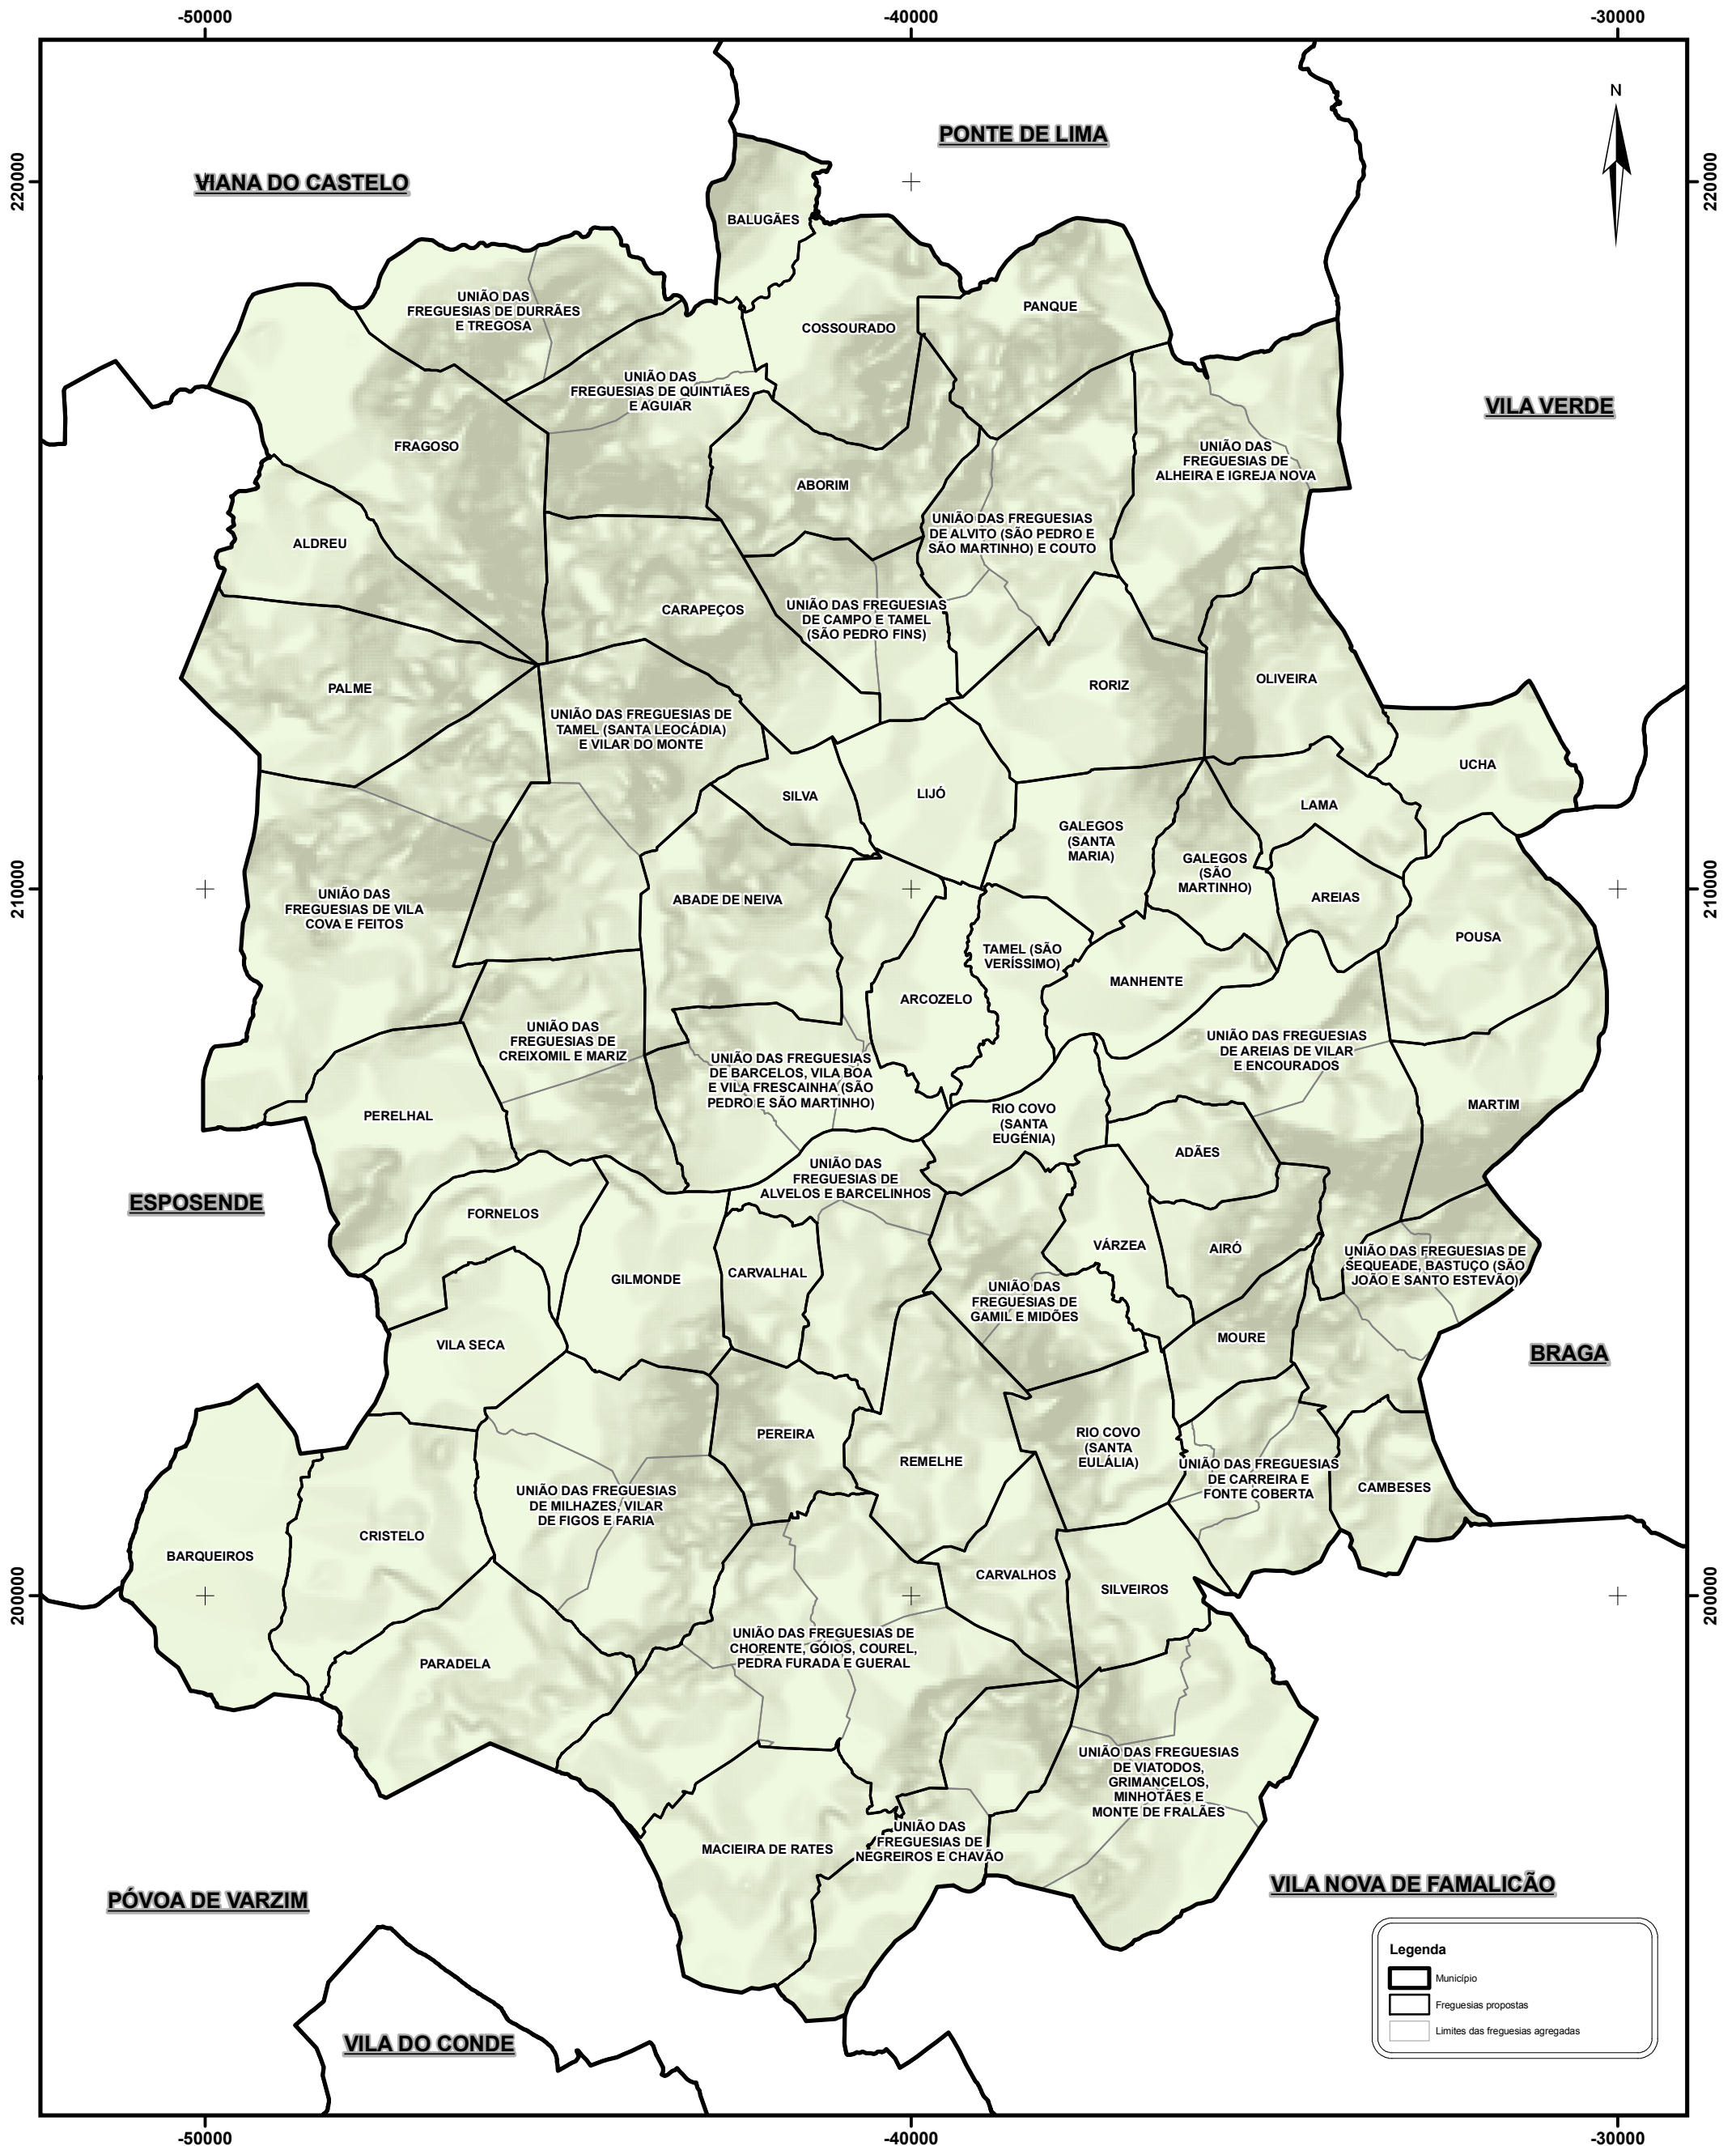 -50000
-40000
-30000
N
PONTE DE LIMA
VIANA DO CASTELO
220000
220000
BALUGÃES
UNIÃO DAS
FREGUESIAS DE DURRÃES
E TREGOSA
PANQUE
COSSOURADO
UNIÃO DAS
FREGUESIAS DE QUINTIÃES
E AGUIAR
VILA VERDE
FRAGOSO
UNIÃO DAS
FREGUESIAS DE
ALHEIRA E IGREJA NOVA
ABORIM
UNIÃO DAS FREGUESIAS
DE ALVITO (SÃO PEDRO E
SÃO MARTINHO) E COUTO
ALDREU
CARAPEÇOS
UNIÃO DAS FREGUESIAS
DE CAMPO E TAMEL
(SÃO PEDRO FINS)
PALME
RORIZ
OLIVEIRA
UNIÃO DAS FREGUESIAS DE
TAMEL (SANTA LEOCÁDIA)
E VILAR DO MONTE
UCHA
SILVA
LIJÓ
LAMA
GALEGOS
(SANTA
MARIA)
GALEGOS
(SÃO
MARTINHO)
210000
210000
UNIÃO DAS
FREGUESIAS DE VILA
COVA E FEITOS
ABADE DE NEIVA
AREIAS
POUSA
TAMEL (SÃO
VERÍSSIMO)
MANHENTE
ARCOZELO
UNIÃO DAS
FREGUESIAS DE
CREIXOMIL E MARIZ
UNIÃO DAS FREGUESIAS
DE AREIAS DE VILAR
E ENCOURADOS
UNIÃO DAS FREGUESIAS
DE BARCELOS, VILA BOA
E VILA FRESCAINHA (SÃO
PEDRO E SÃO MARTINHO)
PERELHAL
RIO COVO
(SANTA
EUGÉNIA)
MARTIM
ADÃES
UNIÃO DAS
FREGUESIAS DE
ALVELOS E BARCELINHOS
ESPOSENDE
FORNELOS
VÁRZEA
AIRÓ
UNIÃO DAS FREGUESIAS DE
SEQUEADE, BASTUÇO (SÃO
JOÃO E SANTO ESTEVÃO)
GILMONDE
CARVALHAL
UNIÃO DAS
FREGUESIAS DE
GAMIL E MIDÕES
VILA SECA
MOURE
BRAGA
PEREIRA
REMELHE
RIO COVO
(SANTA
EULÁLIA)
UNIÃO DAS FREGUESIAS
DE CARREIRA E
FONTE COBERTA
CAMBESES
UNIÃO DAS FREGUESIAS
DE MILHAZES, VILAR
DE FIGOS E FARIA
CRISTELO
BARQUEIROS
CARVALHOS
SILVEIROS
200000
200000
UNIÃO DAS FREGUESIAS DE
CHORENTE, GÓIOS, COUREL,
PEDRA FURADA E GUERAL
PARADELA
UNIÃO DAS FREGUESIAS
DE VIATODOS,
GRIMANCELOS,
MINHOTÃES E
MONTE DE FRALÃES
MACIEIRA DE RATES
UNIÃO DAS
FREGUESIAS DE
NEGREIROS E CHAVÃO
PÓVOA DE VARZIM
VILA NOVA DE FAMALICÃO
VILA DO CONDE
Legenda
Município
Freguesias propostas
Limites das freguesias agregadas
-50000
-40000
-30000